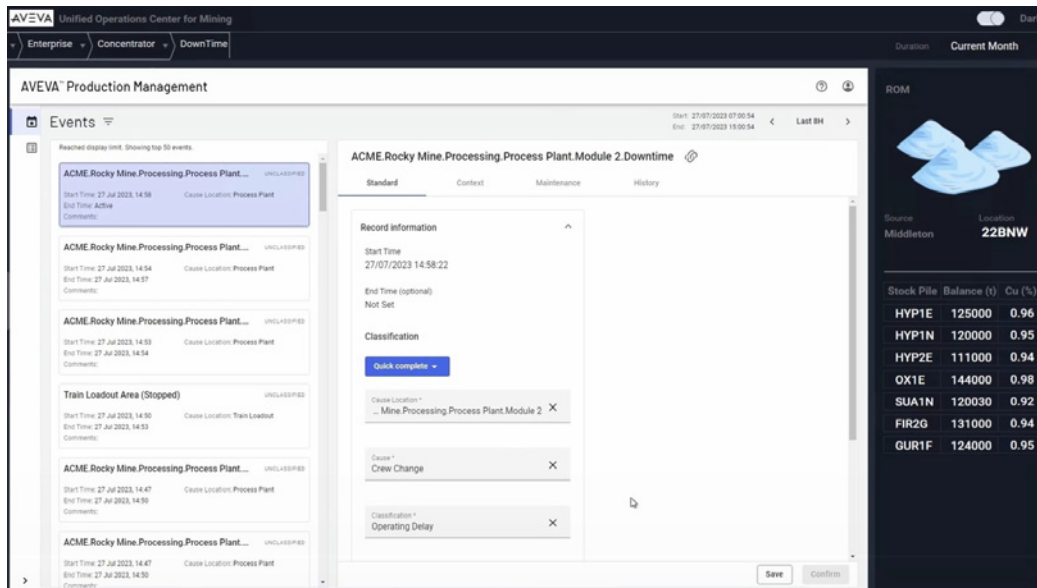 AVEVA Unified Operations Center for Mining
Dar
Enterprise Concentrator DownTime
Duration Current Month
AVEVA™ Production Management
Events
Start: 27/07/2023 07:00:54
End: 27/07/2023 15:00:54
Last 8H
Reached display limit. Showing top 50 events.
ACME.Rocky Mine.Processing.Process Plant.... UNCLASSIFIED
Start Time: 27 Jul 2023, 14:58 Cause Location: Process Plant
End Time: Active
Comments:
ACME.Rocky Mine.Processing.Process Plant.... UNCLASSIFIED
Start Time: 27 Jul 2023, 14:54 Cause Location: Process Plant
End Time: 27 Jul 2023, 14:57
Comments:
ACME.Rocky Mine.Processing.Process Plant.... UNCLASSIFIED
Start Time: 27 Jul 2023, 14:53 Cause Location: Process Plant
End Time: 27 Jul 2023, 14:54
Comments:
Train Loadout Area (Stopped) UNCLASSIFIED
Start Time: 27 Jul 2023, 14:50 Cause Location: Train Loadout
End Time: 27 Jul 2023, 14:53
Comments:
ACME.Rocky Mine.Processing.Process Plant.... UNCLASSIFIED
Start Time: 27 Jul 2023, 14:47 Cause Location: Process Plant
End Time: 27 Jul 2023, 14:50
Comments:
ACME.Rocky Mine.Processing.Process Plant.... UNCLASSIFIED
Start Time: 27 Jul 2023, 14:47 Cause Location: Process Plant
End Time: 27 Jul 2023, 14:50
Comments:
ACME.Rocky Mine.Processing.Process Plant.Module 2.Downtime
Standard Context Maintenance History
Record information
Start Time
27/07/2023 14:58:22
End Time (optional)
Not Set
Classification
Quick complete
Cause Location *
... Mine.Processing.Process Plant.Module 2
Cause *
Crew Change
Classification *
Operating Delay
Save Confirm
ROM
Source Location
Middleton 22BNW
Stock Pile Balance (t) Cu (%)
HYP1E 125000 0.96
HYP1N 120000 0.95
HYP2E 111000 0.94
OX1E 144000 0.98
SUA1N 120030 0.92
FIR2G 131000 0.94
GUR1F 124000 0.95